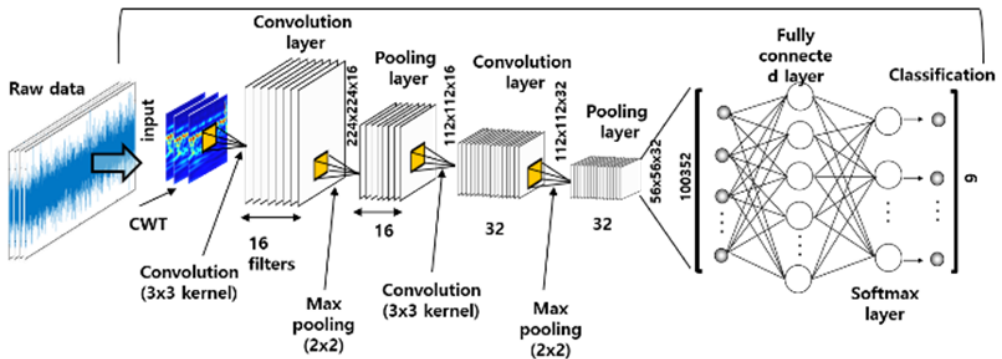 Raw data
input
CWT
Convolution
layer
224x224x16
16
filters
Convolution
(3x3 kernel)
Max
pooling
(2x2)
Pooling
layer
112x112x16
16
Convolution
(3x3 kernel)
Convolution
layer
112x112x32
32
Max
pooling
(2x2)
Pooling
layer
56x56x32
32
100352
Fully
connecte
d layer
Softmax
layer
Classification
9